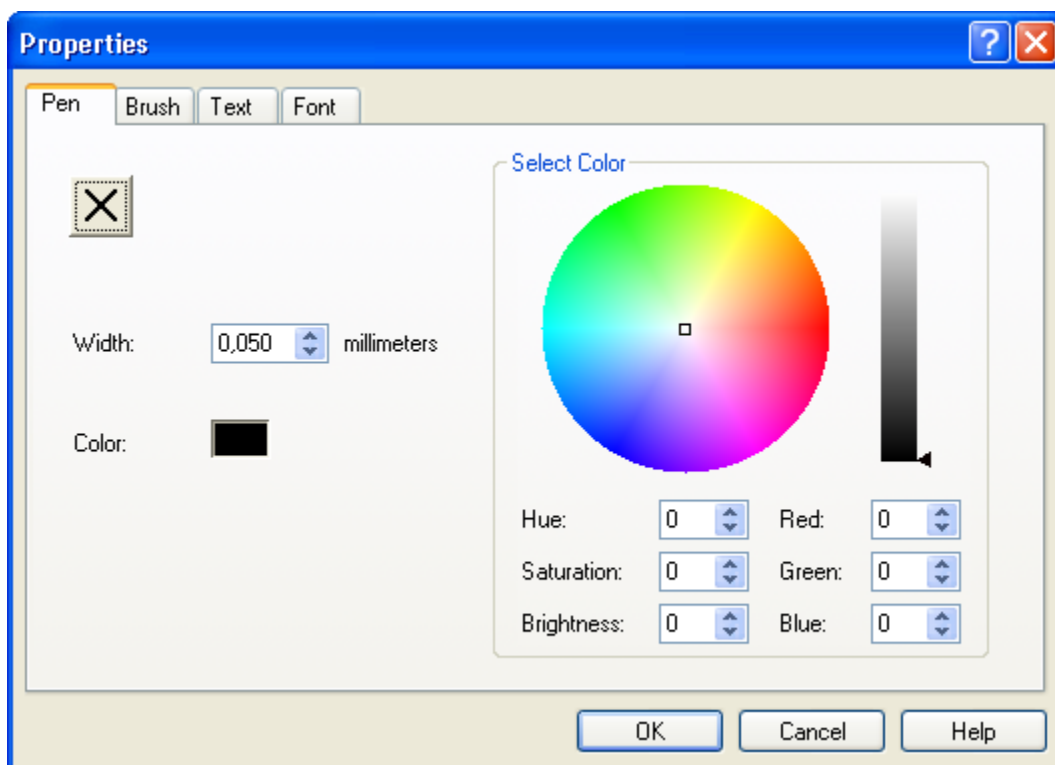 Properties
Pen Brush Text Font
Select Color
Width: 0,050 millimeters
Color:
Hue: 0 Red: 0
Saturation: 0 Green: 0
Brightness: 0 Blue: 0
OK Cancel Help